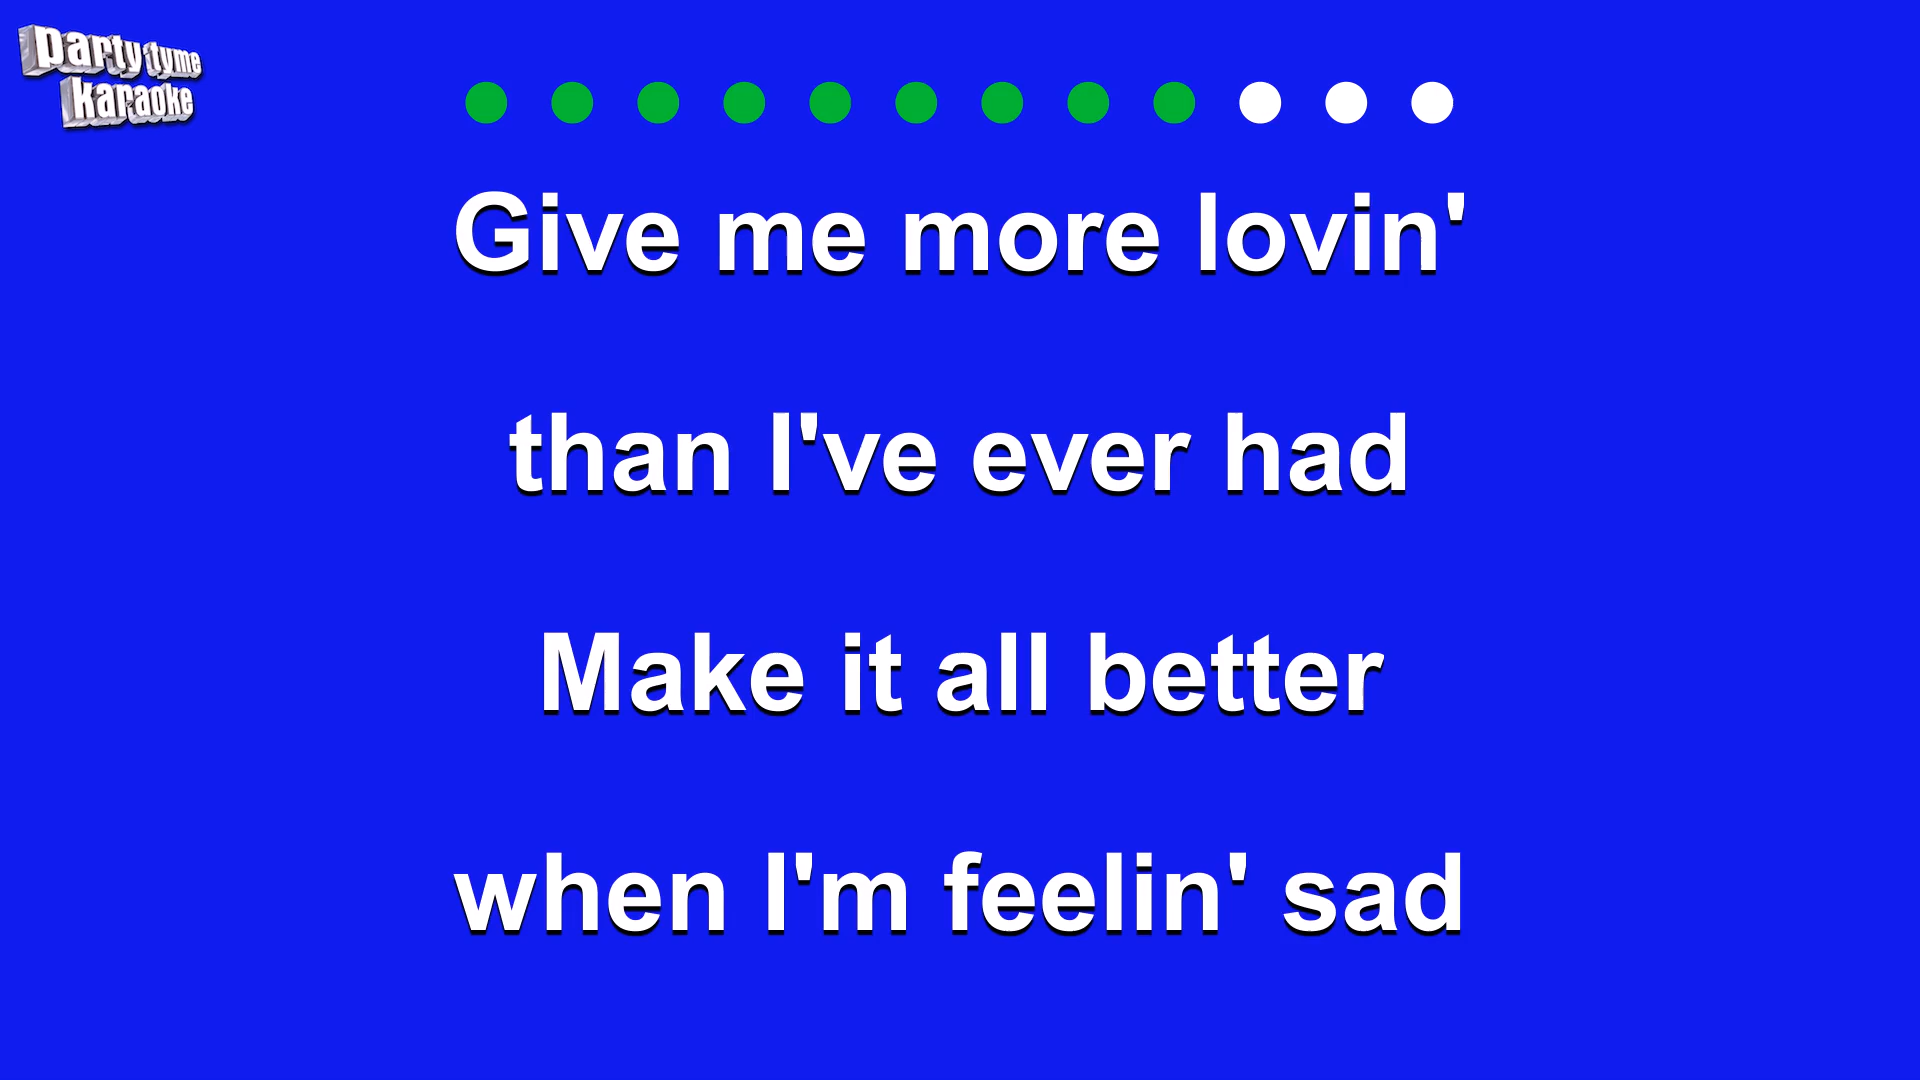 party tyme
karaoke
Give me more lovin'
than I've ever had
Make it all better
when I'm feelin' sad